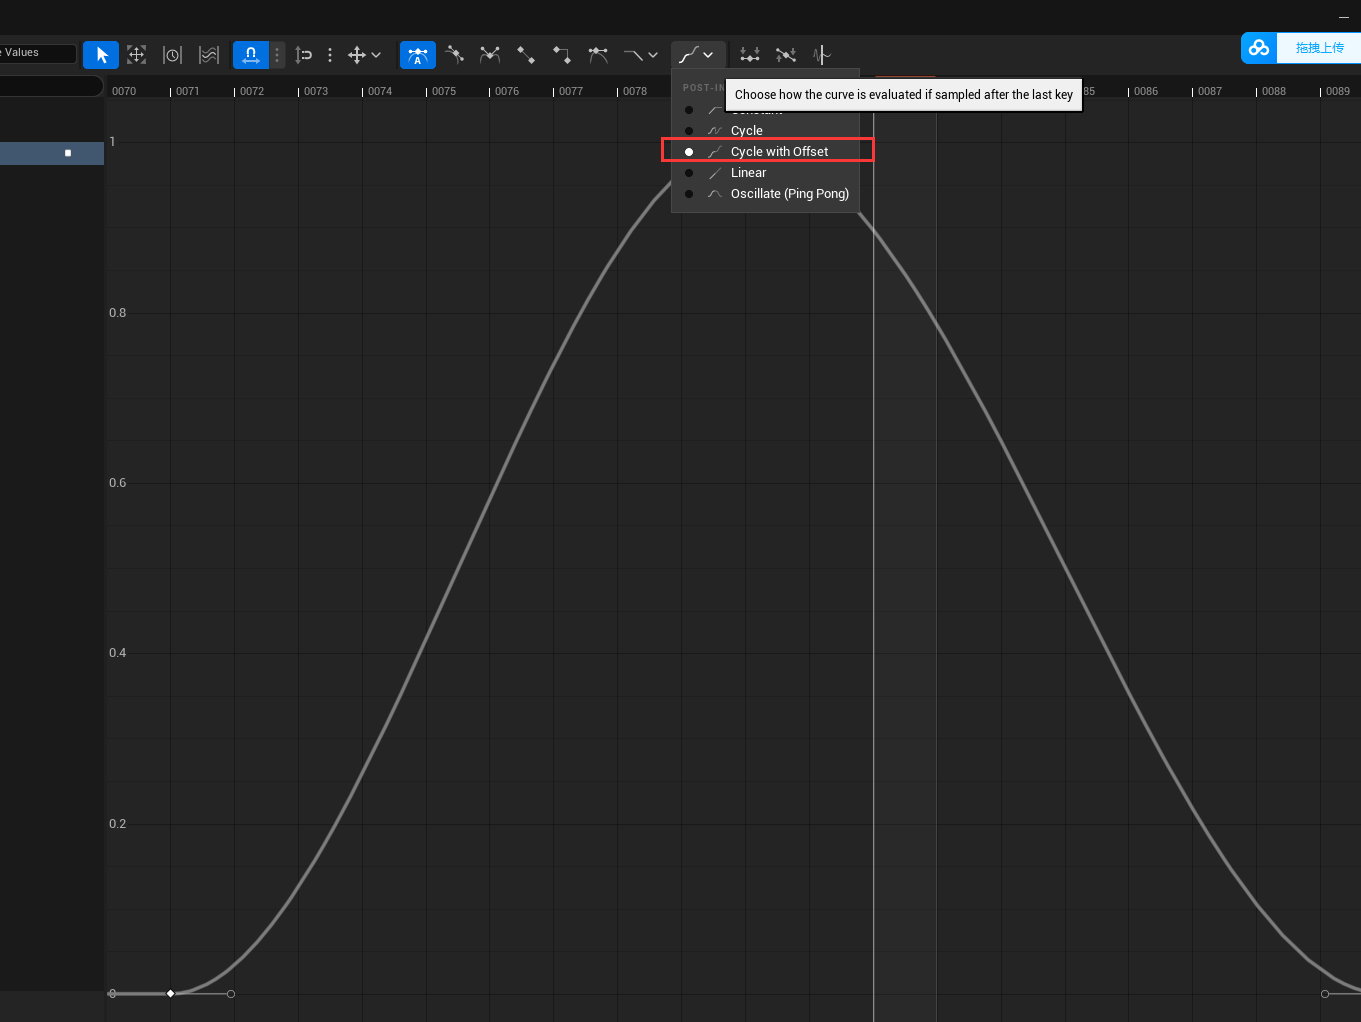 e Values
拖拽上传
0070 0071 0072 0073 0074 0075 0076 0077 0078 85 0086 0087 0088 0089
POST-IN
Choose how the curve is evaluated if sampled after the last key
Constant
Cycle
Cycle with Offset
Linear
Oscillate (Ping Pong)
A
1
0.8
0.6
0.4
0.2
0